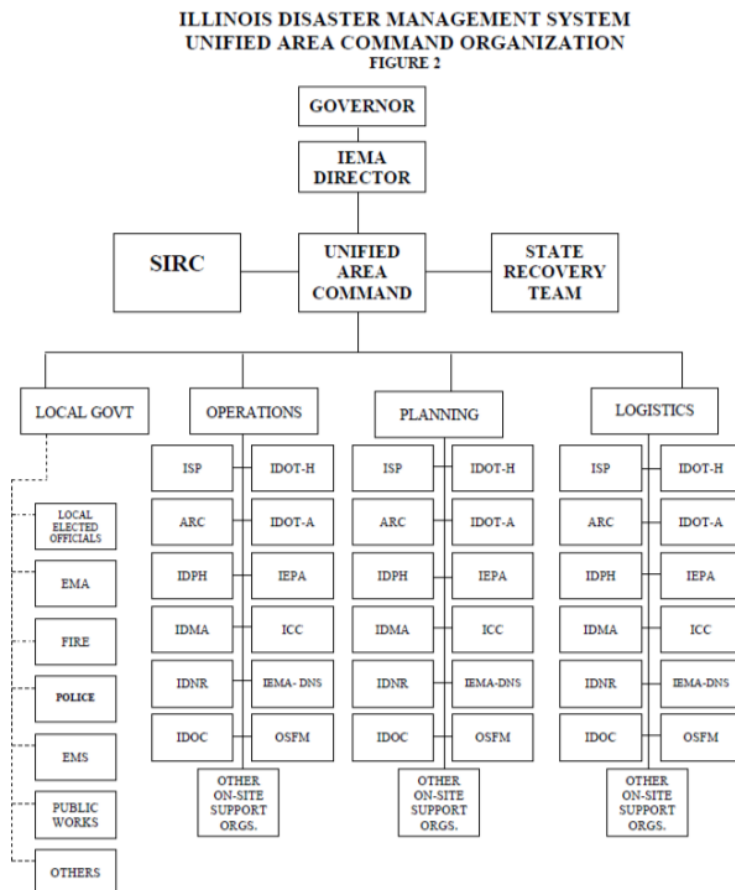 ILLINOIS DISASTER MANAGEMENT SYSTEM
UNIFIED AREA COMMAND ORGANIZATION
FIGURE 2
GOVERNOR
IEMA
DIRECTOR
SIRC
UNIFIED
AREA
COMMAND
STATE
RECOVERY
TEAM
LOCAL GOVT
OPERATIONS
PLANNING
LOGISTICS
LOCAL
ELECTED
OFFICIALS
EMA
FIRE
POLICE
EMS
PUBLIC
WORKS
OTHERS
ISP
IDOT-H
ARC
IDOT-A
IDPH
IEPA
IDMA
ICC
IDNR
IEMA- DNS
IDOC
OSFM
OTHER
ON-SITE
SUPPORT
ORGS.
ISP
IDOT-H
ARC
IDOT-A
IDPH
IEPA
IDMA
ICC
IDNR
IEMA-DNS
IDOC
OSFM
OTHER
ON-SITE
SUPPORT
ORGS.
ISP
IDOT-H
ARC
IDOT-A
IDPH
IEPA
IDMA
ICC
IDNR
IEMA-DNS
IDOC
OSFM
OTHER
ON-SITE
SUPPORT
ORGS.